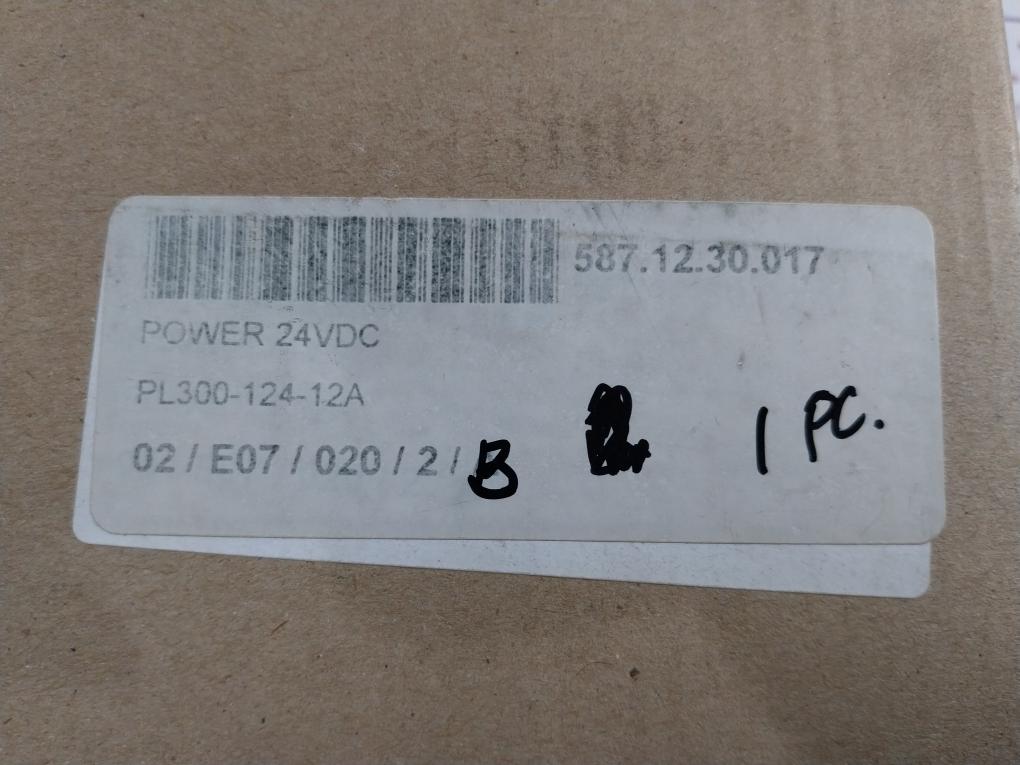 587.12.30.017
POWER 24VDC
PL300-124-12A
02 / E07 / 020 / 2 / B
1 PC.